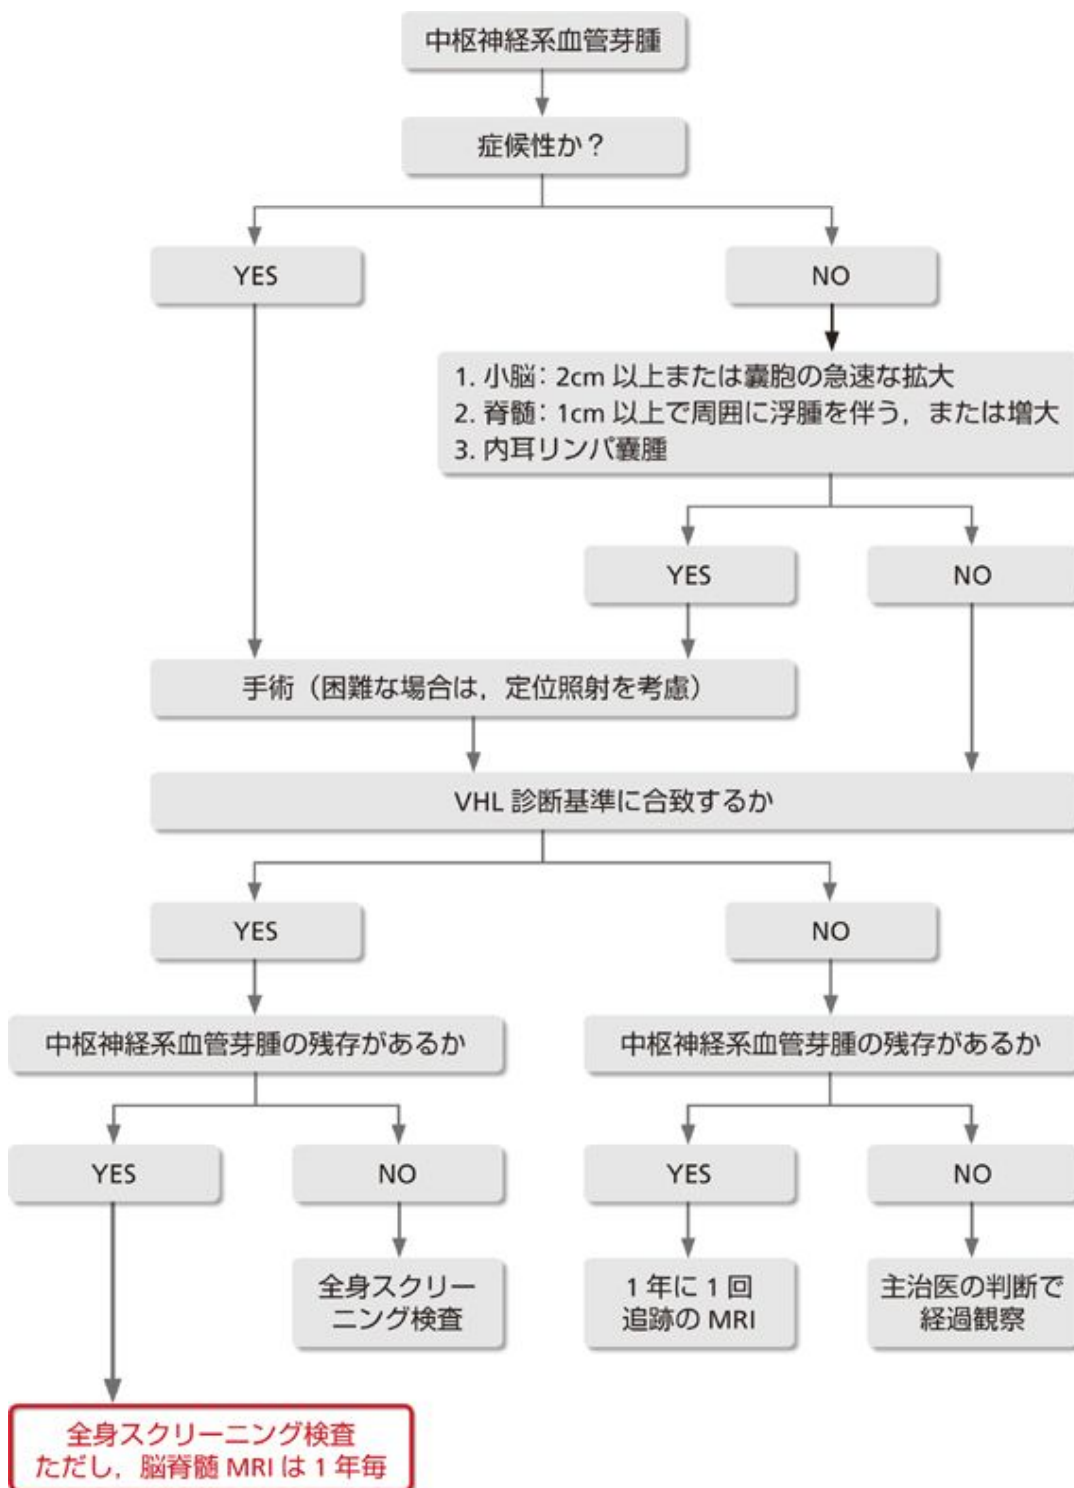 中枢神経系血管芽腫
症候性か？
YES
NO
1. 小脳：2cm 以上または嚢胞の急速な拡大
2. 脊髄：1cm 以上で周囲に浮腫を伴う，または増大
3. 内耳リンパ嚢腫
YES
NO
手術（困難な場合は，定位照射を考慮）
VHL 診断基準に合致するか
YES
NO
中枢神経系血管芽腫の残存があるか
中枢神経系血管芽腫の残存があるか
YES
NO
YES
NO
全身スクリー
ニング検査
1 年に 1 回
追跡の MRI
主治医の判断で
経過観察
全身スクリーニング検査
ただし，脳脊髄 MRI は 1 年毎